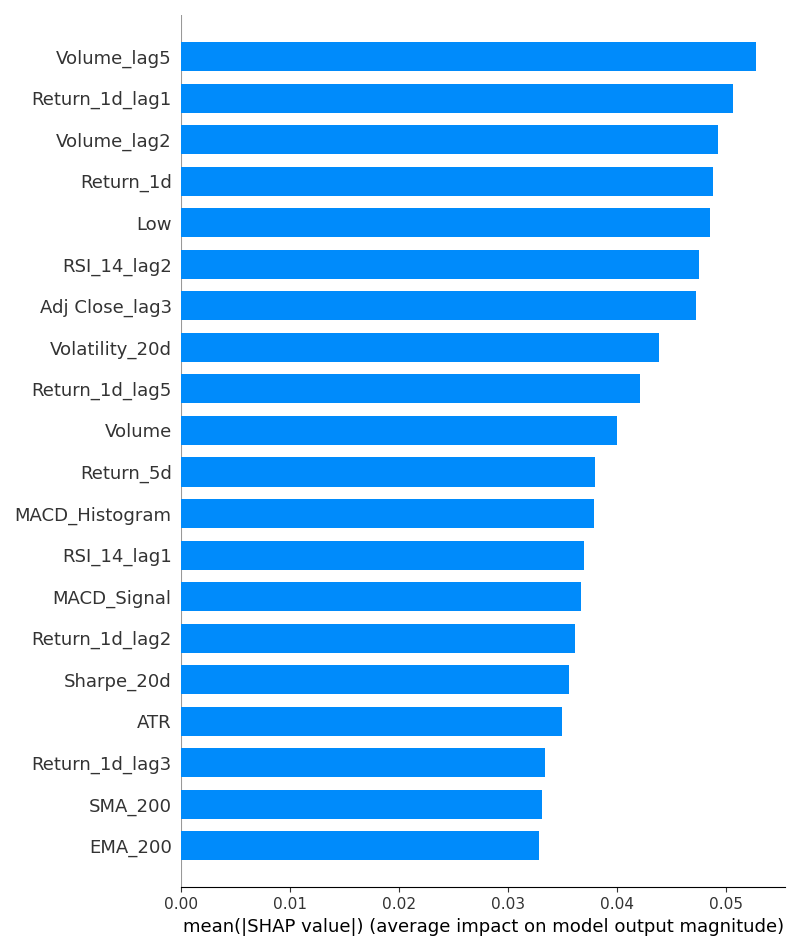 Volume_lag5
Return_1d_lag1
Volume_lag2
Return_1d
Low
RSI_14_lag2
Adj Close_lag3
Volatility_20d
Return_1d_lag5
Volume
Return_5d
MACD_Histogram
RSI_14_lag1
MACD_Signal
Return_1d_lag2
Sharpe_20d
ATR
Return_1d_lag3
SMA_200
EMA_200
0.00 0.01 0.02 0.03 0.04 0.05
mean(|SHAP value|) (average impact on model output magnitude)